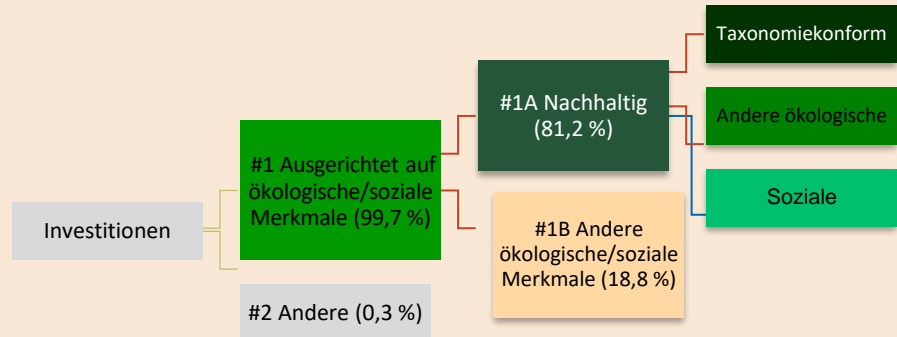 Investitionen
#1 Ausgerichtet auf
ökologische/soziale
Merkmale (99,7 %)
#2 Andere (0,3 %)
#1A Nachhaltig
(81,2 %)
#1B Andere
ökologische/soziale
Merkmale (18,8 %)
Taxonomiekonform
Andere ökologische
Soziale